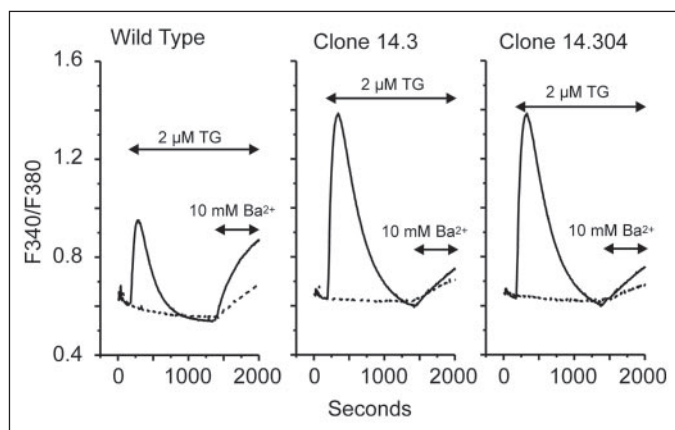 Wild Type
Clone 14.3
Clone 14.304
1.6
1.2
0.8
0.4
F340/F380
2 µM TG
10 mM Ba²⁺
2 µM TG
10 mM Ba²⁺
2 µM TG
10 mM Ba²⁺
0 1000 2000
0 1000 2000
0 1000 2000
Seconds